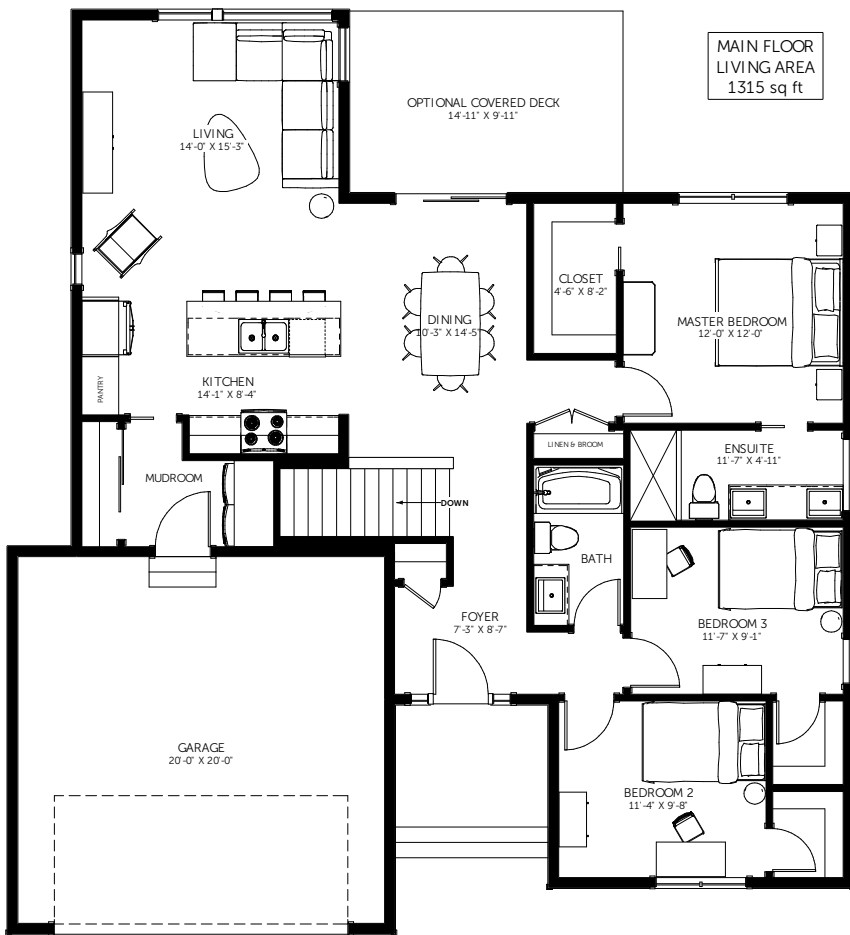 MAIN FLOOR
LIVING AREA
1315 sq ft
OPTIONAL COVERED DECK
14'-11" X 9'-11"
LIVING
14'-0" X 15'-3"
CLOSET
4'-6" X 8'-2"
DINING
10'-3" X 14'-5"
MASTER BEDROOM
12'-0" X 12'-0"
KITCHEN
14'-1" X 8'-4"
PANTRY
LINEN & BROOM
ENSUITE
11'-7" X 4'-11"
MUDROOM
DOWN
BATH
FOYER
7'-3" X 8'-7"
BEDROOM 3
11'-7" X 9'-1"
GARAGE
20'-0" X 20'-0"
BEDROOM 2
11'-4" X 9'-8"